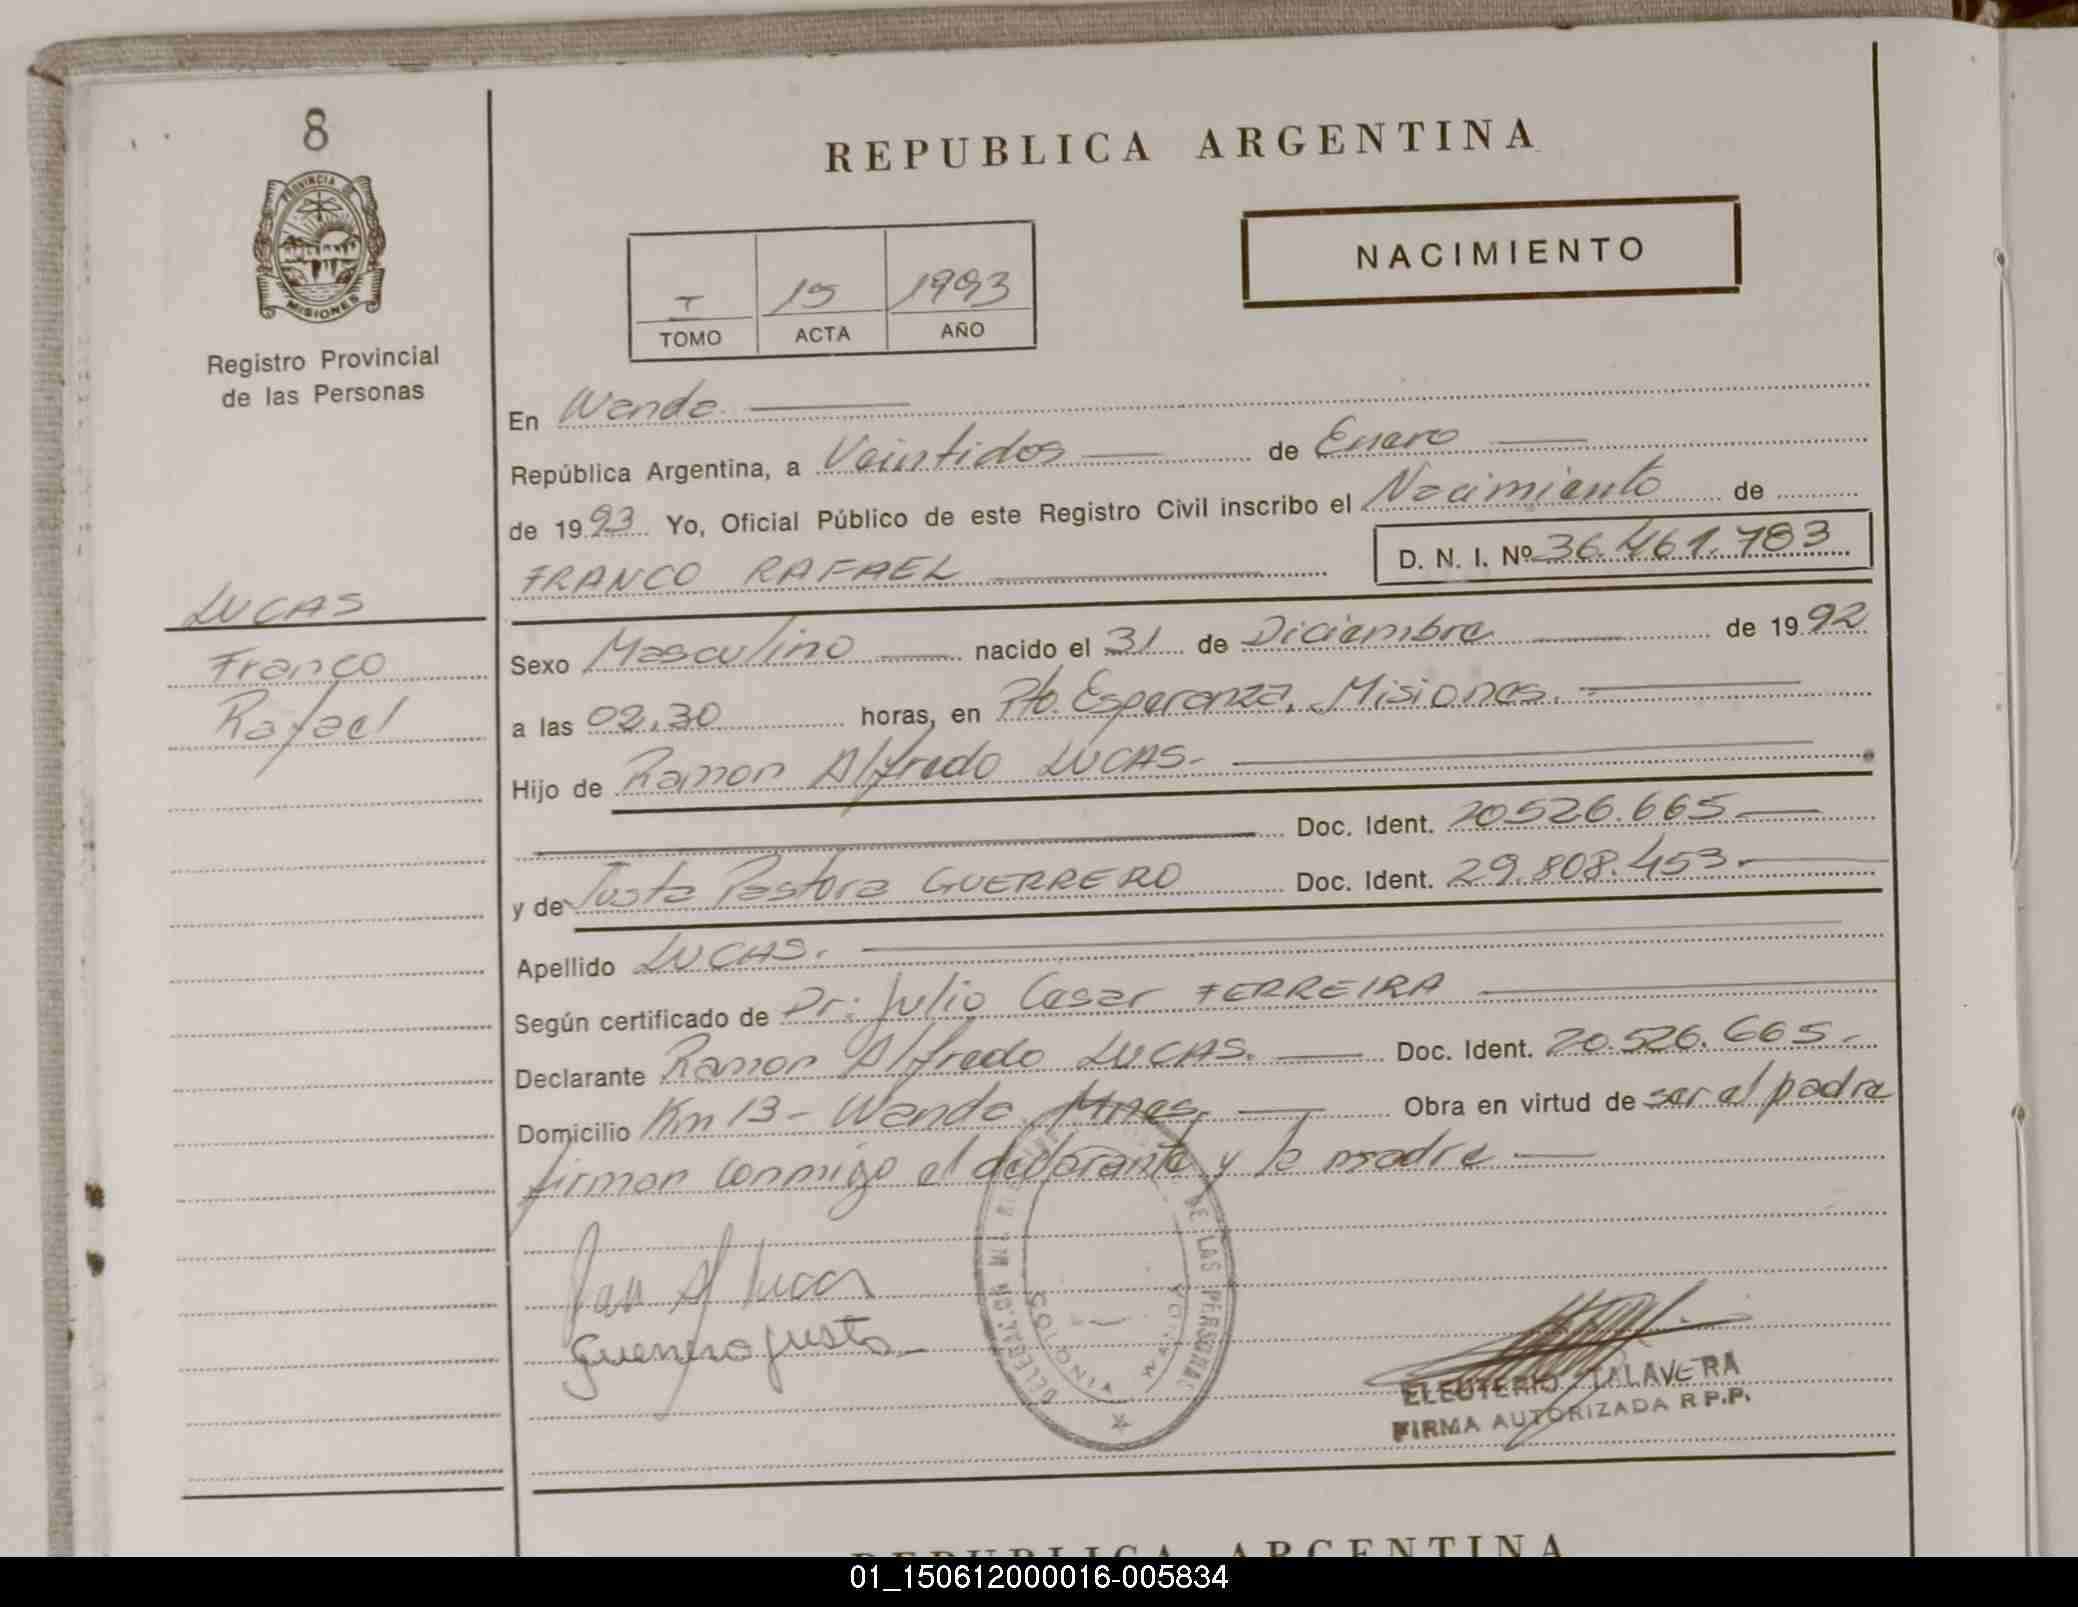 8
PROVINCIA DE
MISIONES
Registro Provincial
de las Personas
LUCAS
Franco
Rafael
REPUBLICA ARGENTINA
NACIMIENTO
I 15 1993
TOMO ACTA AÑO
En Wanda.
República Argentina, a Veintidos de Enero
de 1993 Yo, Oficial Público de este Registro Civil inscribo el Nacimiento de
FRANCO RAFAEL D. N. I. Nº 36.461.783
Sexo Masculino nacido el 31 de Diciembre de 1992
a las 02.30 horas, en Pto. Esperanza, Misiones.
Hijo de Ramon Alfredo LUCAS-
Doc. Ident. 20526.665-
y de Justa Pastora GUERRERO Doc. Ident. 29.808.453.-
Apellido LUCAS.
Según certificado de Dr: Julio Cesar FERREIRA
Declarante Ramon Alfredo LUCAS. Doc. Ident. 20.526.665-
Domicilio Km 13- Wanda, Mnes. Obra en virtud de ser el padre
firman conmigo el declarante y la madre
Ram Alf Lucas
Guerrero justa
DE LAS PERSONAS
ELEUTERIO TALAVERA
FIRMA AUTORIZADA R.P.P.
REPUBLICA ARGENTINA
01_150612000016-005834